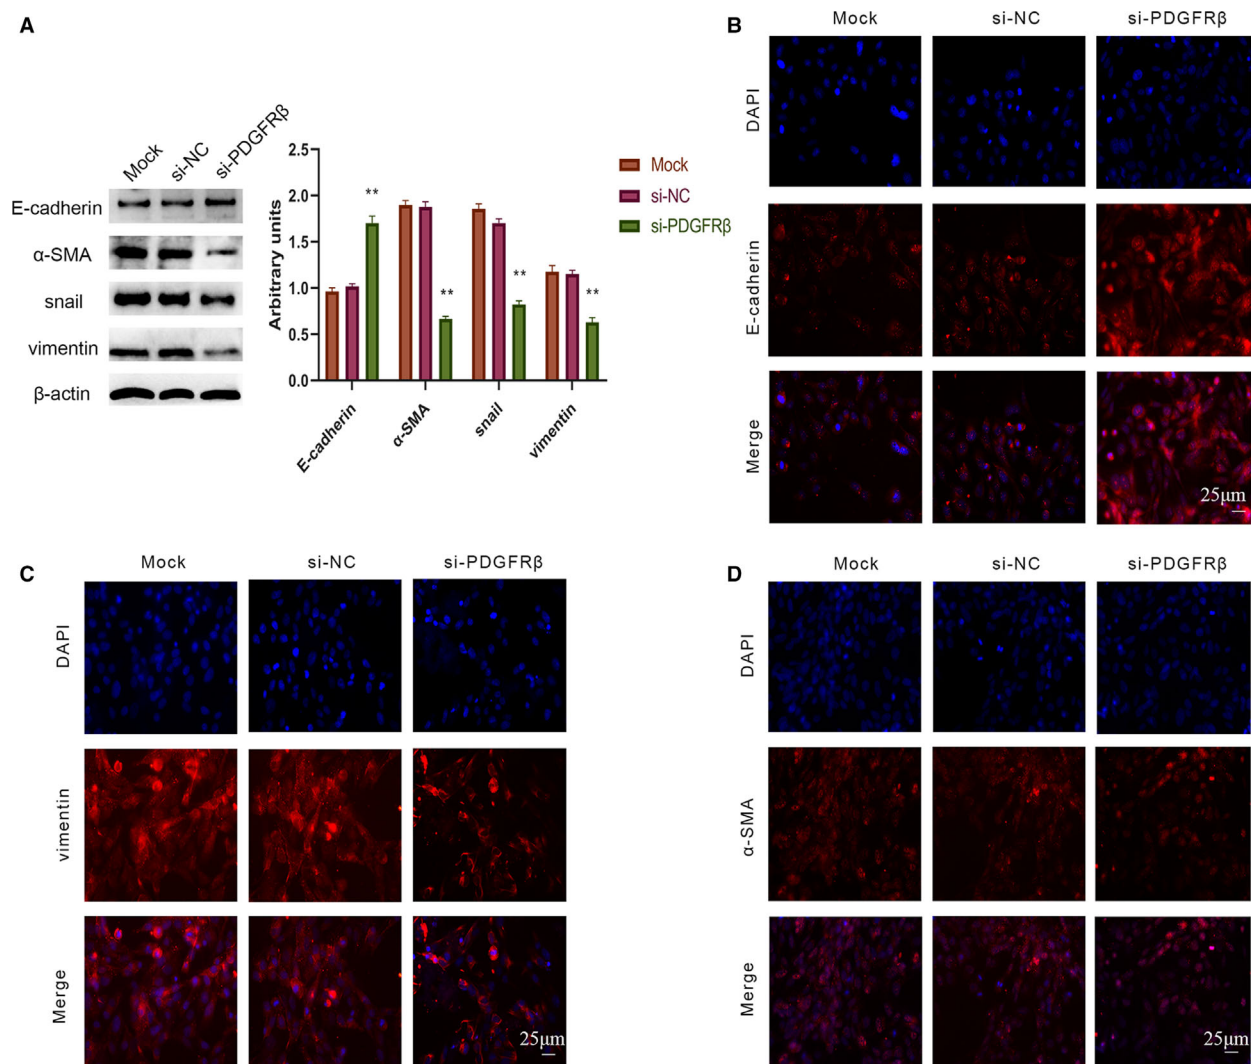 A
Mock
si-NC
si-PDGFRβ
E-cadherin
α-SMA
snail
vimentin
β-actin
Arbitrary units
2.5
2.0
1.5
1.0
0.5
0.0
**
**
**
**
E-cadherin
α-SMA
snail
vimentin
Mock
si-NC
si-PDGFRβ
B
Mock
si-NC
si-PDGFRβ
DAPI
E-cadherin
Merge
25μm
C
Mock
si-NC
si-PDGFRβ
DAPI
vimentin
Merge
25μm
D
Mock
si-NC
si-PDGFRβ
DAPI
α-SMA
Merge
25μm